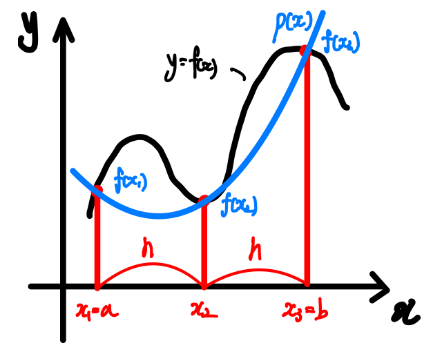 y
p(x)
f(x₃)
y=f(x)
f(x₁)
f(x₂)
h
h
x₁=a
x₂
x₃=b
x